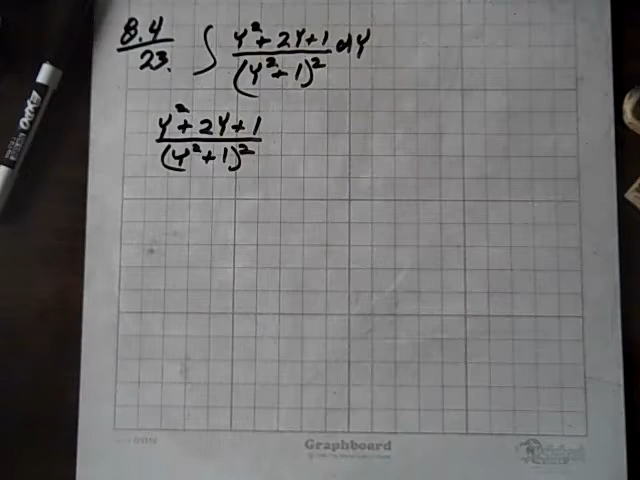 8.4/23. ∫ (y²+2y+1)/(y²+1)² dy
(y²+2y+1)/(y²+1)²
EXPO
Graphboard